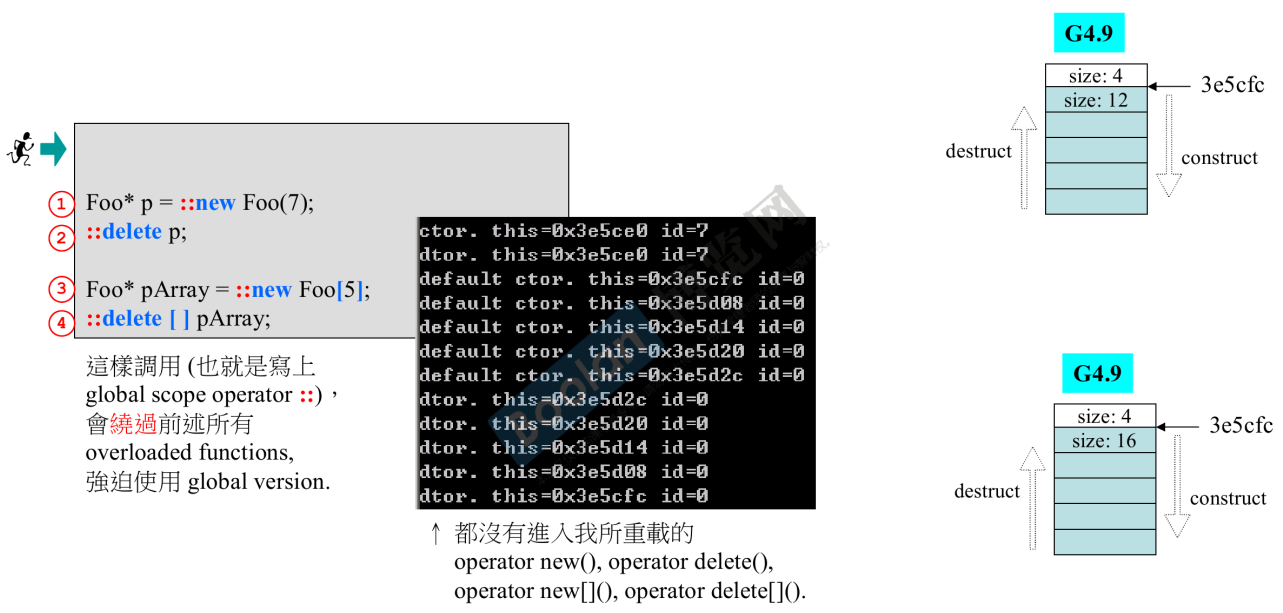 1 Foo* p = ::new Foo(7);
2 ::delete p;
3 Foo* pArray = ::new Foo[5];
4 ::delete [ ] pArray;
這樣調用 (也就是寫上
global scope operator ::)，
會繞過前述所有
overloaded functions,
強迫使用 global version.
ctor. this=0x3e5ce0 id=7
dtor. this=0x3e5ce0 id=7
default ctor. this=0x3e5cfc id=0
default ctor. this=0x3e5d08 id=0
default ctor. this=0x3e5d14 id=0
default ctor. this=0x3e5d20 id=0
default ctor. this=0x3e5d2c id=0
dtor. this=0x3e5d2c id=0
dtor. this=0x3e5d20 id=0
dtor. this=0x3e5d14 id=0
dtor. this=0x3e5d08 id=0
dtor. this=0x3e5cfc id=0
Boolan
博览网
↑ 都沒有進入我所重載的
operator new(), operator delete(),
operator new[](), operator delete[]().
G4.9
size: 4
3e5cfc
size: 12
destruct
construct
G4.9
size: 4
3e5cfc
size: 16
destruct
construct